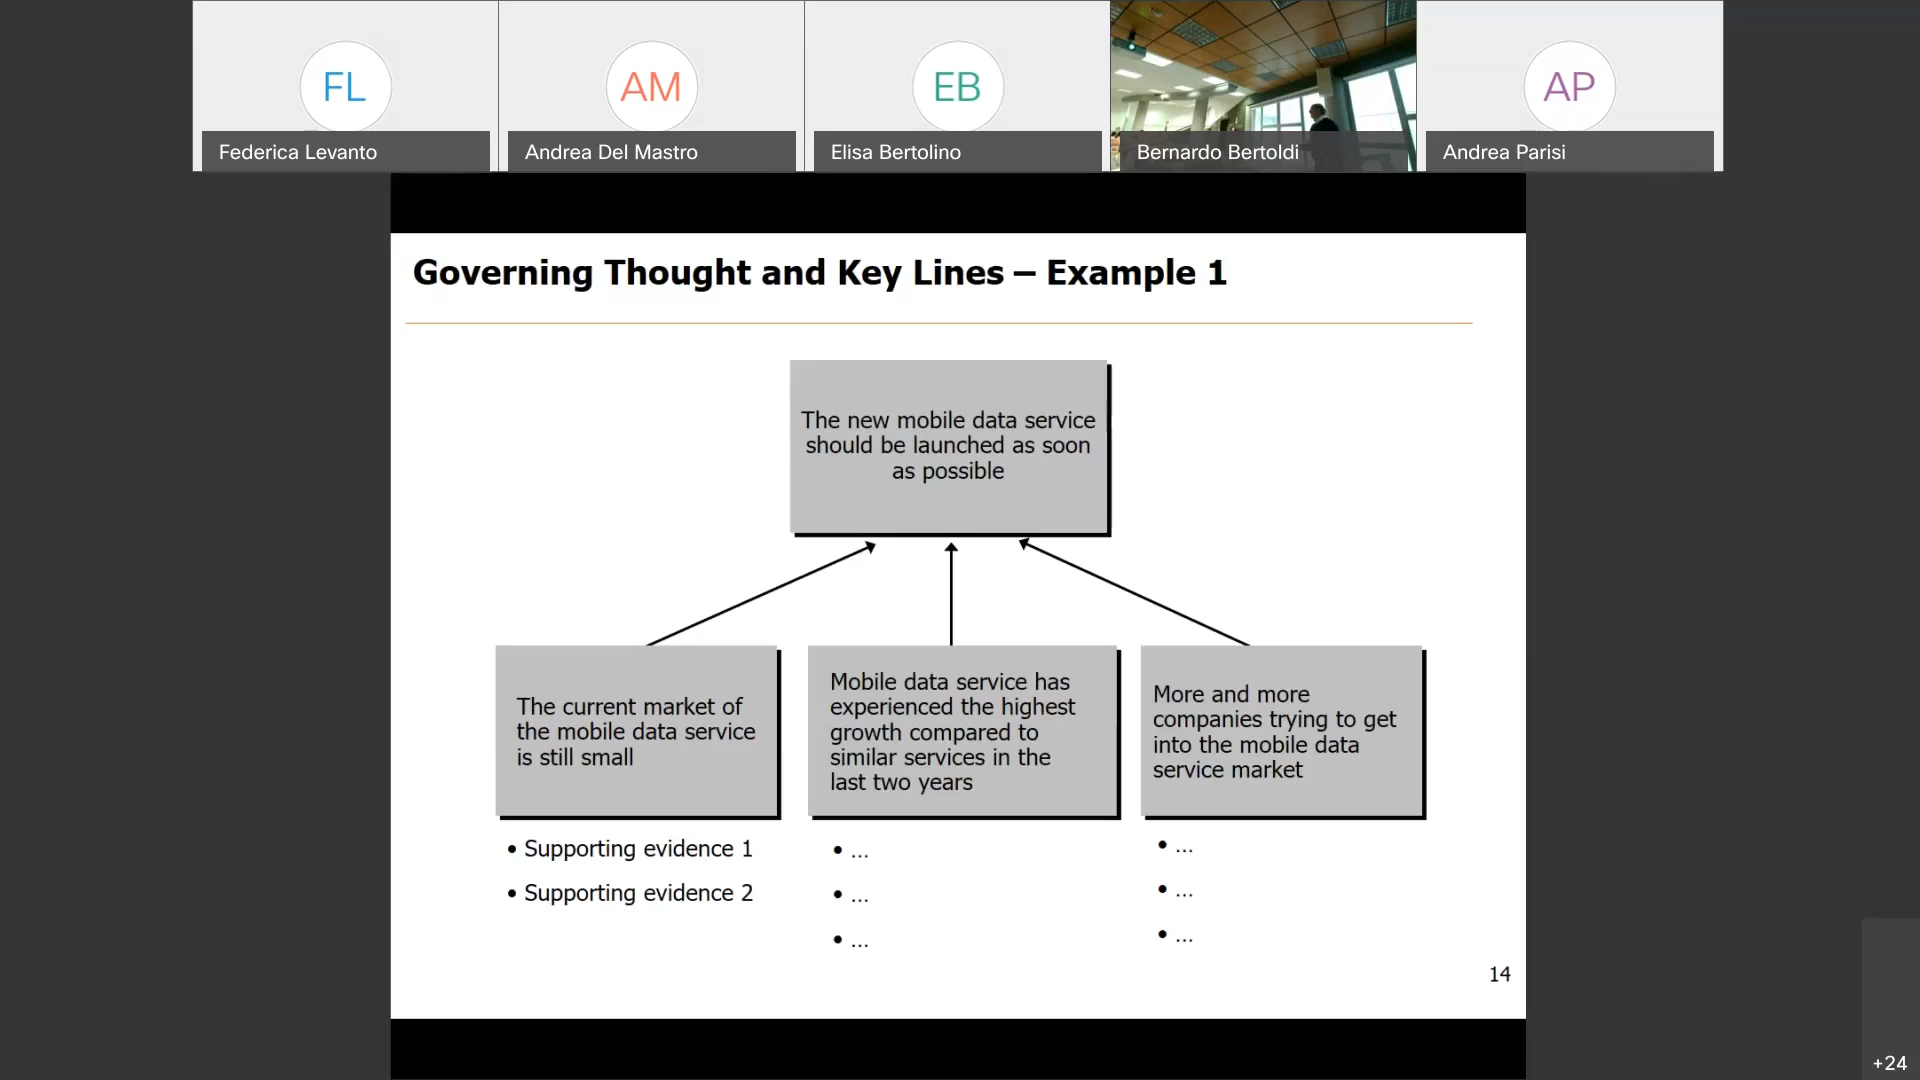 FL
AM
EB
AP
Federica Levanto
Andrea Del Mastro
Elisa Bertolino
Bernardo Bertoldi
Andrea Parisi
Governing Thought and Key Lines – Example 1
The new mobile data service
should be launched as soon
as possible
The current market of
the mobile data service
is still small
• Supporting evidence 1
• Supporting evidence 2
Mobile data service has
experienced the highest
growth compared to
similar services in the
last two years
• ...
• ...
• ...
More and more
companies trying to get
into the mobile data
service market
• ...
• ...
• ...
14
+24